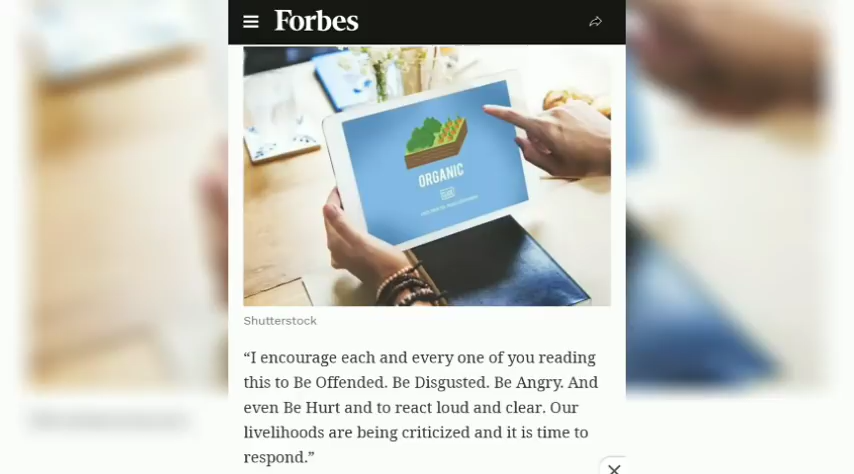 Forbes
ORGANIC
Shutterstock
“I encourage each and every one of you reading
this to Be Offended. Be Disgusted. Be Angry. And
even Be Hurt and to react loud and clear. Our
livelihoods are being criticized and it is time to
respond.”